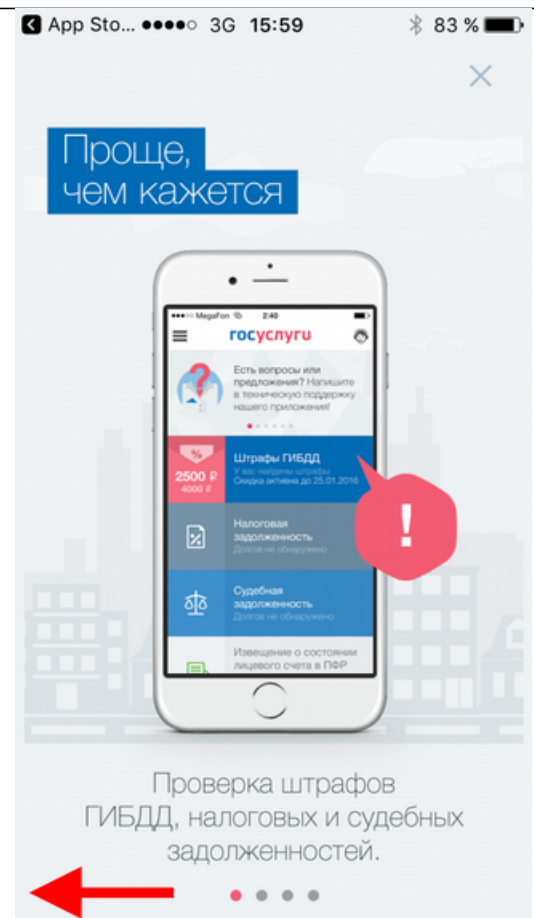 App Sto... 3G 15:59 83 %
Проще,
чем кажется
MegaFon 2:40
госуслуги
Есть вопросы или
предложения? Напишите
в техническую поддержку
нашего приложения!
%
2500 ₽
4000 ₽
Штрафы ГИБДД
У вас найдены штрафы
Скидка активна до 25.01.2016
Налоговая
задолженность
Долгов не обнаружено
Судебная
задолженность
Долгов не обнаружено
Извещение о состоянии
лицевого счета в ПФР
!
Проверка штрафов
ГИБДД, налоговых и судебных
задолженностей.